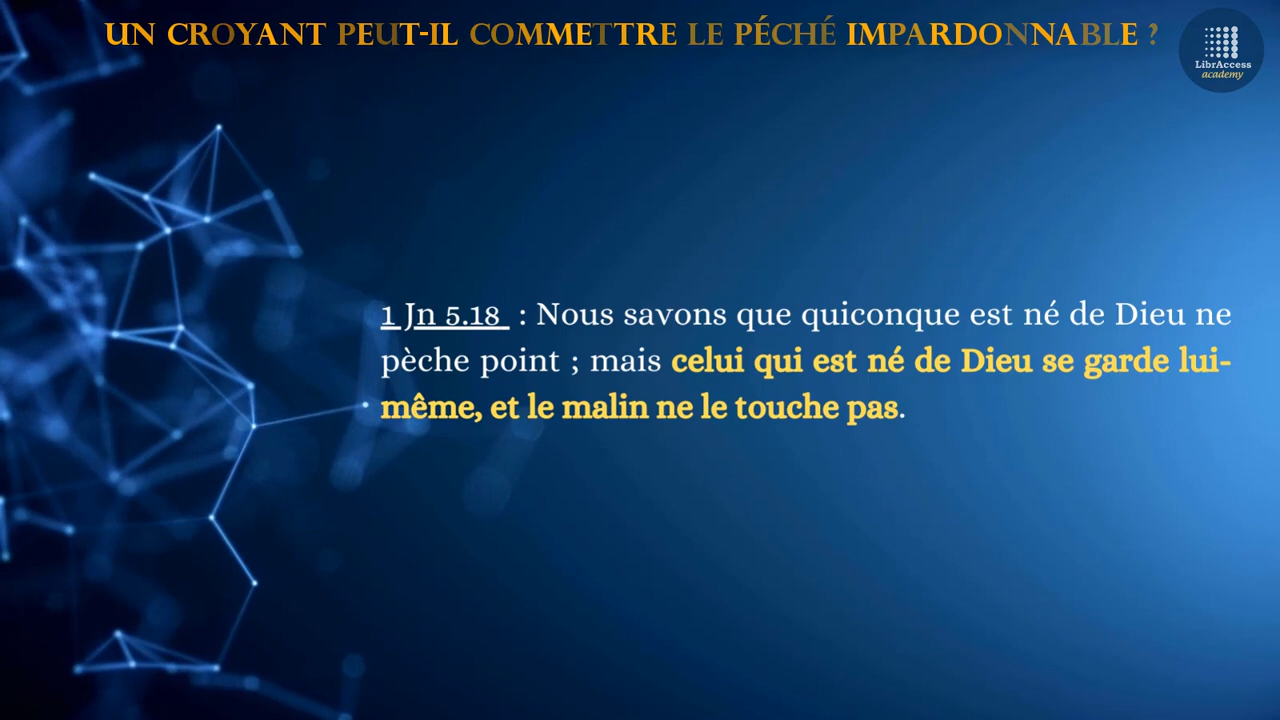 UN CROYANT PEUT-IL COMMETTRE LE PÉCHÉ IMPARDONNABLE ?
LibrAccess
academy
1 Jn 5.18 : Nous savons que quiconque est né de Dieu ne
pèche point ; mais celui qui est né de Dieu se garde lui-
même, et le malin ne le touche pas.